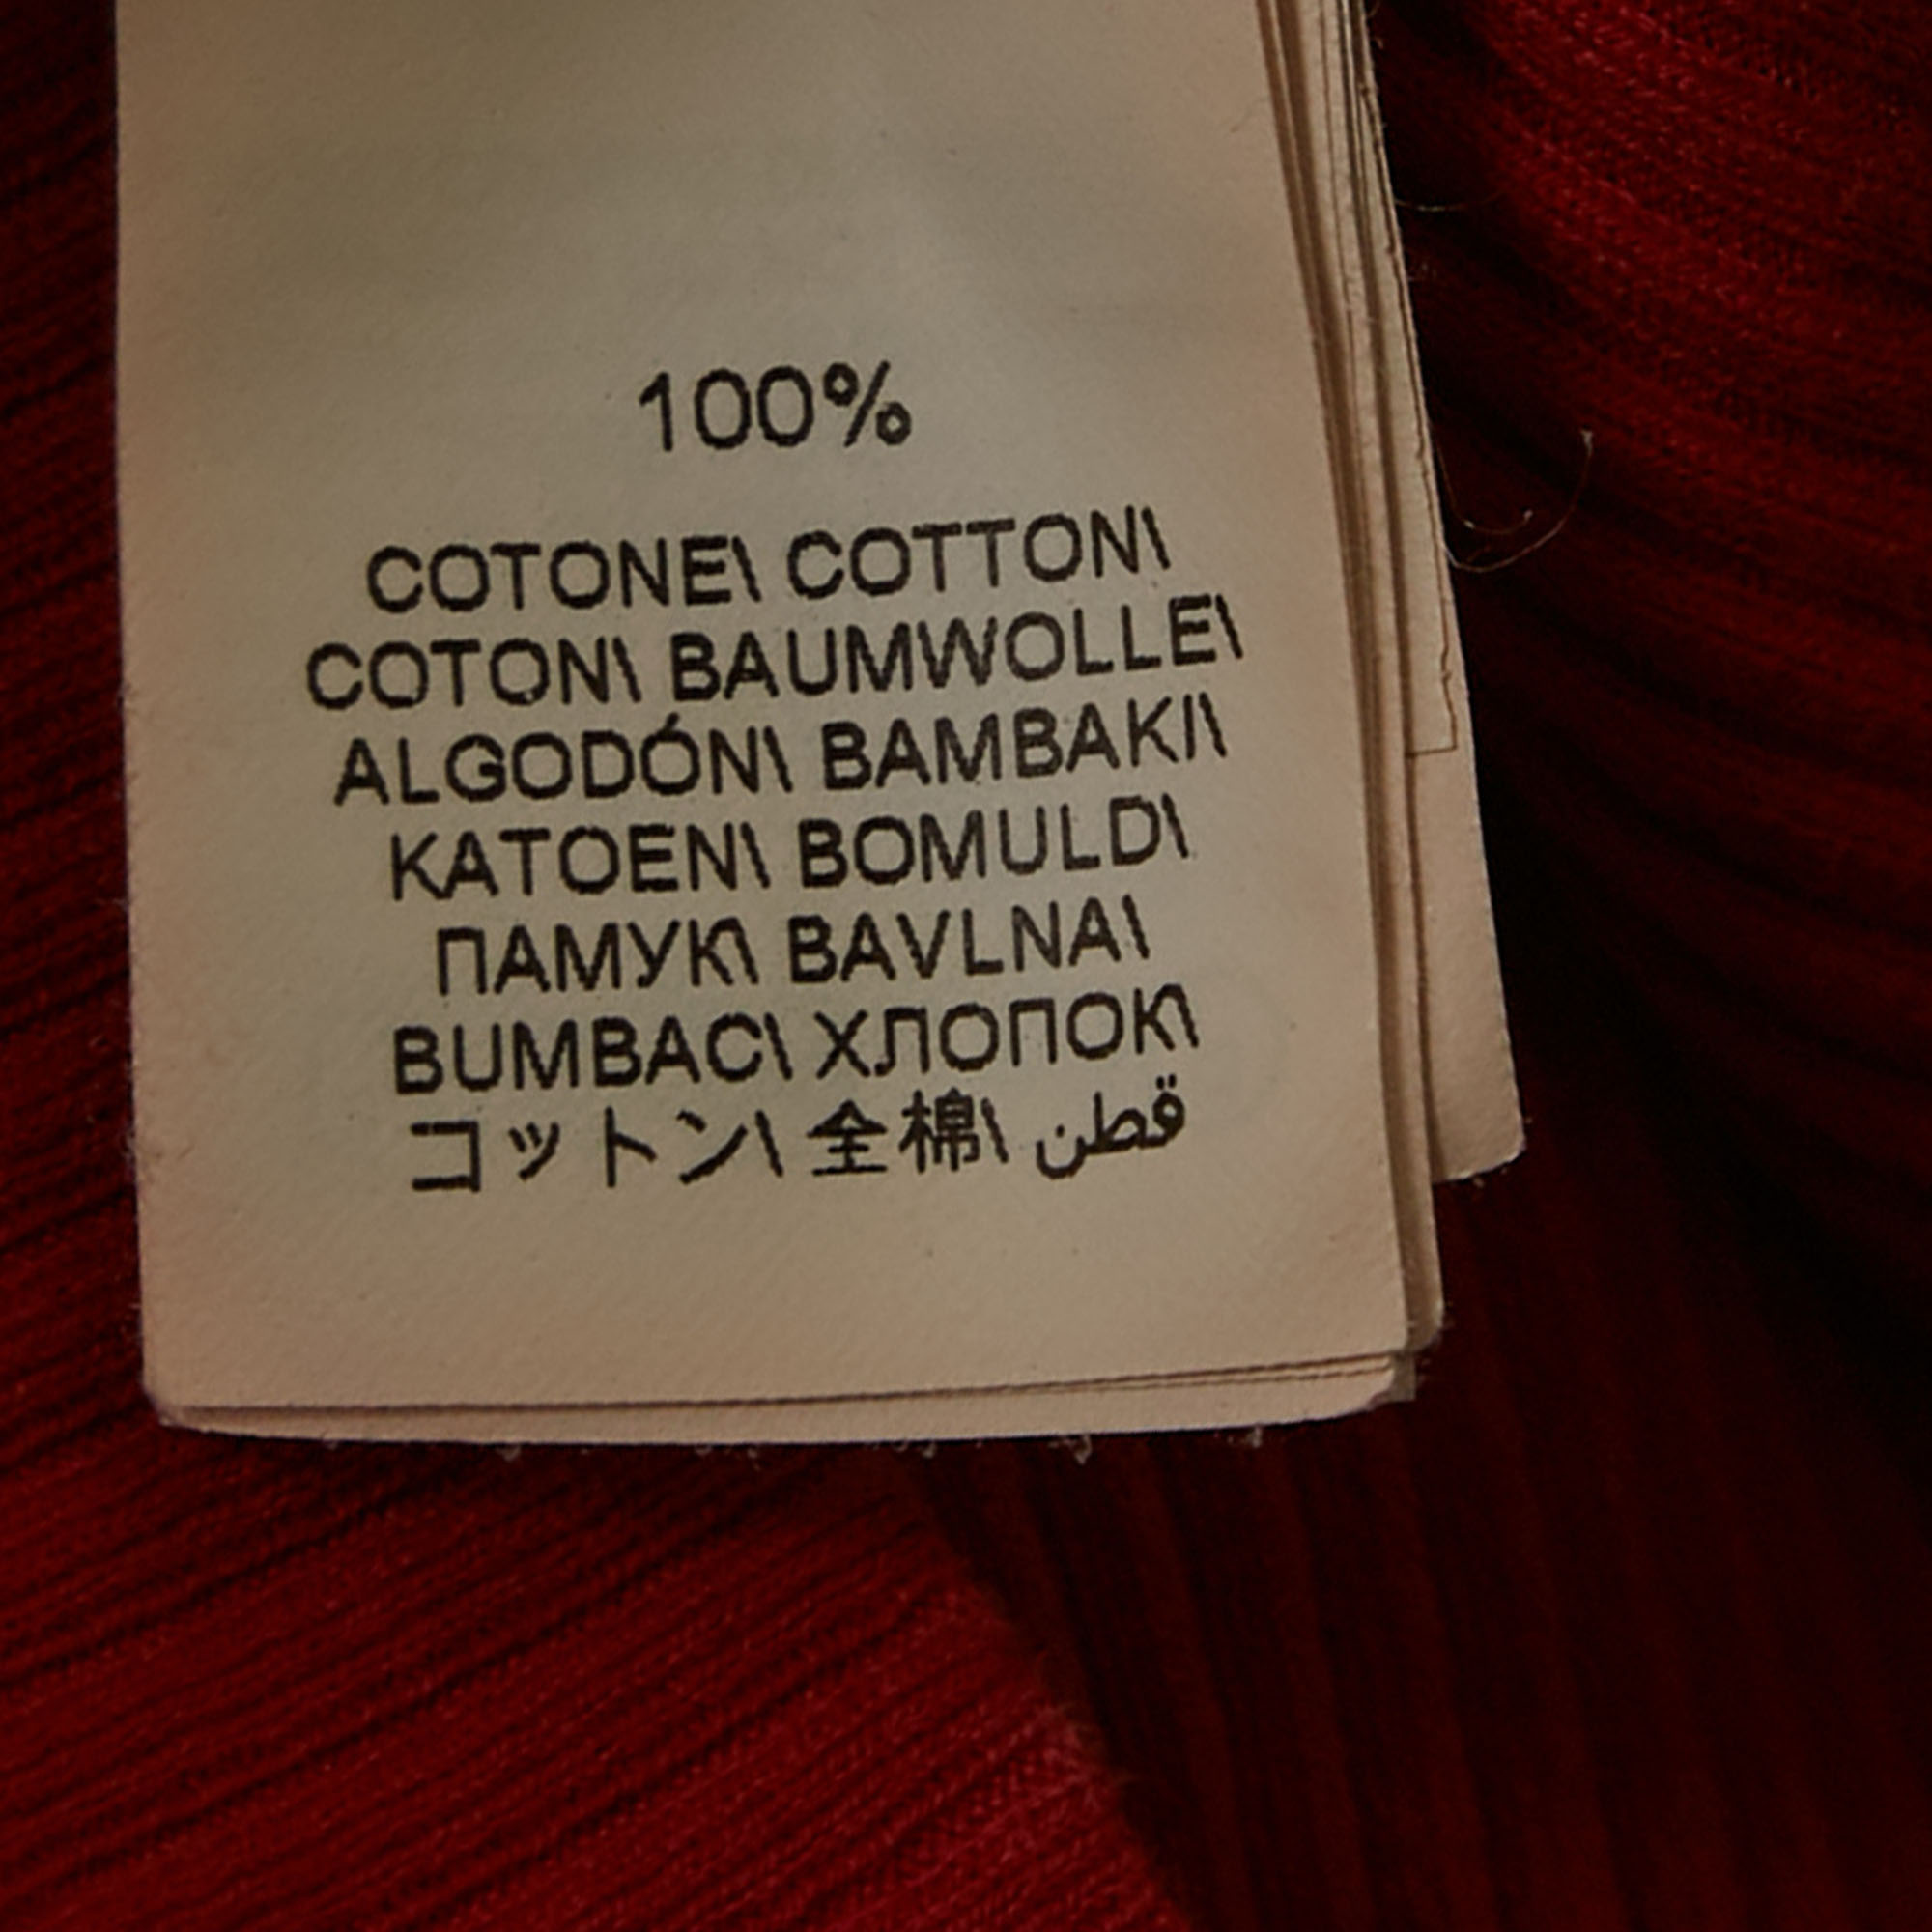 100%
COTONE\ COTTON\
COTON\ BAUMWOLLE\
ALGODÓN\ BAMBAKI\
KATOEN\ BOMULD\
ПАМУК\ BAVLNA\
BUMBAC\ ХЛОПОК\
コットン\ 全棉\ قطن